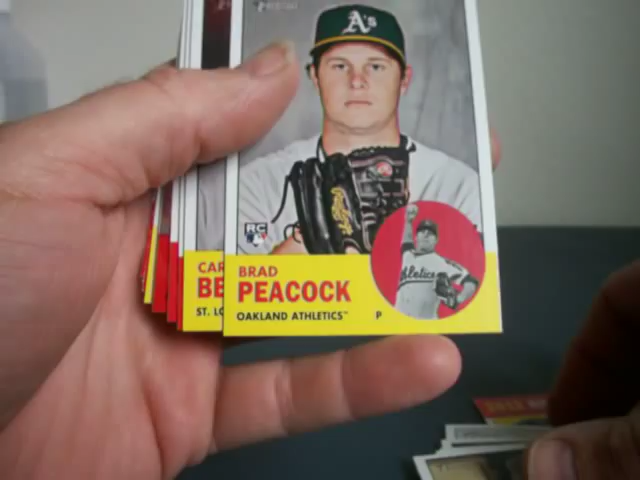 A's
RC
BRAD
PEACOCK
OAKLAND ATHLETICS™
P
Athletics
CAR
BE
ST. LO